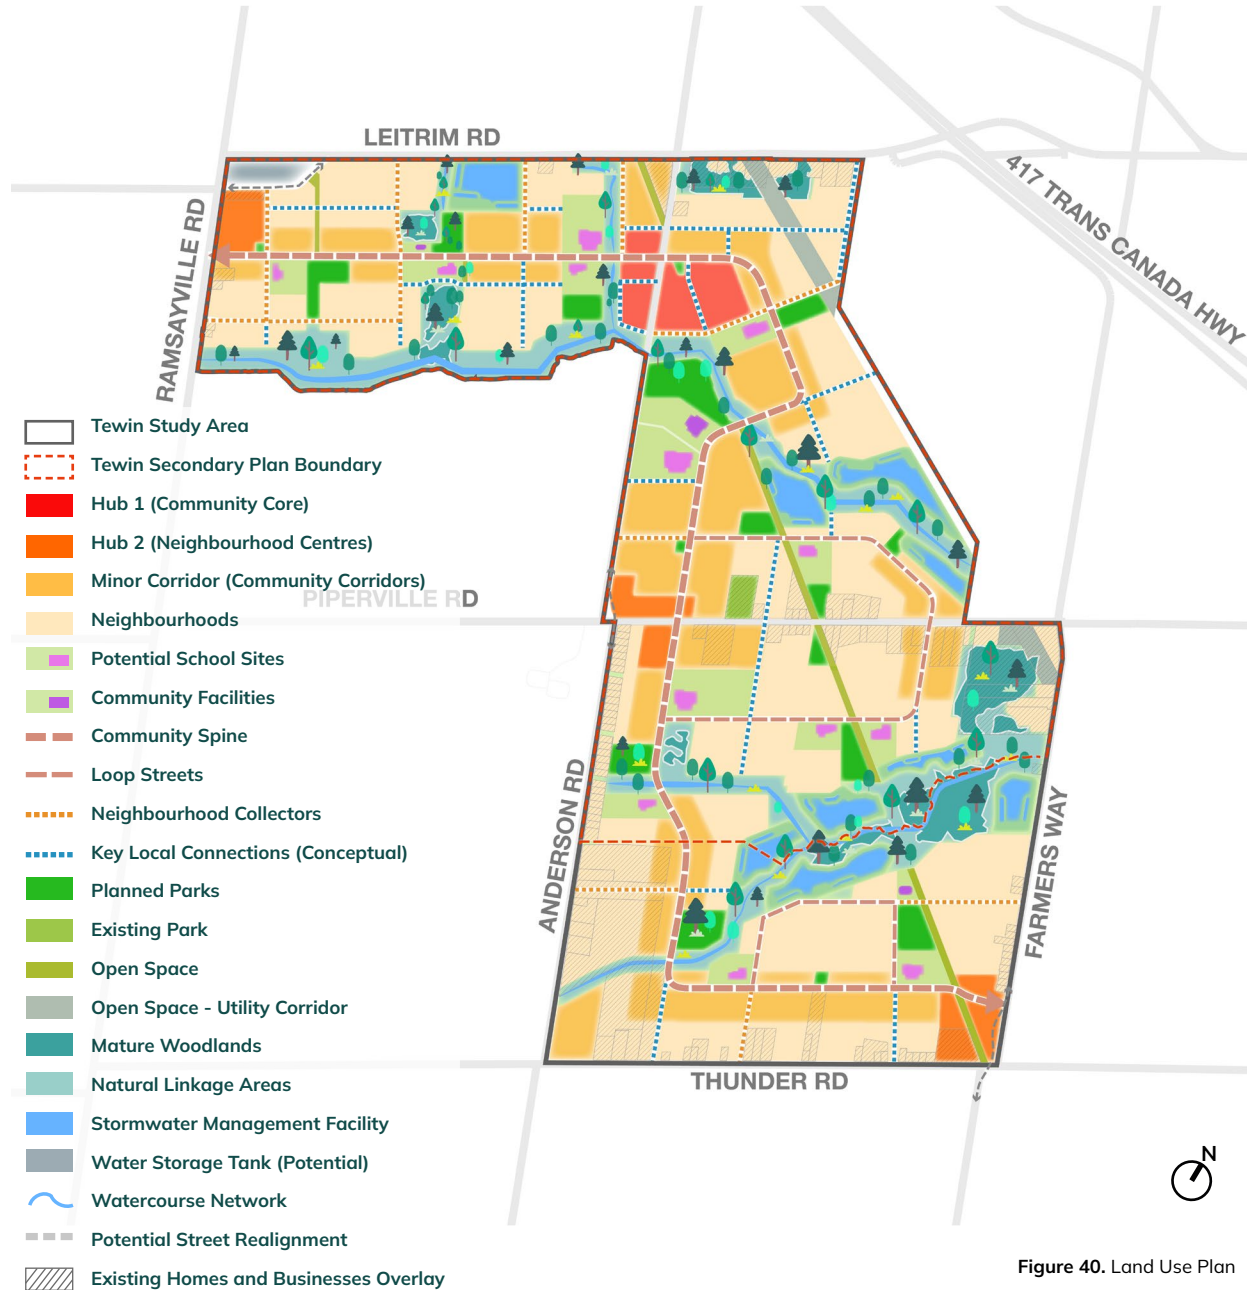 LEITRIM RD
417 TRANS CANADA HWY
RAMSAYVILLE RD
Tewin Study Area
Tewin Secondary Plan Boundary
Hub 1 (Community Core)
Hub 2 (Neighbourhood Centres)
Minor Corridor (Community Corridors)
PIPERVILLE RD
Neighbourhoods
Potential School Sites
Community Facilities
Community Spine
Loop Streets
Neighbourhood Collectors
Key Local Connections (Conceptual)
Planned Parks
Existing Park
Open Space
Open Space - Utility Corridor
Mature Woodlands
Natural Linkage Areas
Stormwater Management Facility
Water Storage Tank (Potential)
Watercourse Network
Potential Street Realignment
Existing Homes and Businesses Overlay
ANDERSON RD
FARMERS WAY
THUNDER RD
N
Figure 40. Land Use Plan